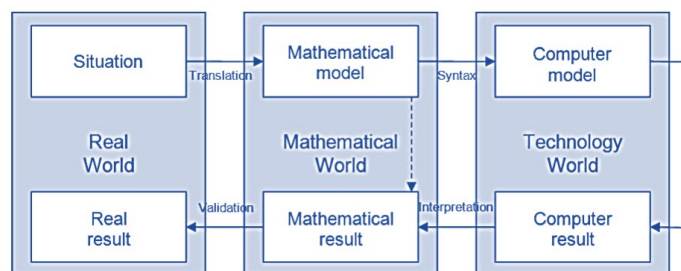 Situation
Translation
Mathematical
model
Syntax
Computer
model
Real
World
Mathematical
World
Technology
World
Real
result
Validation
Mathematical
result
Interpretation
Computer
result